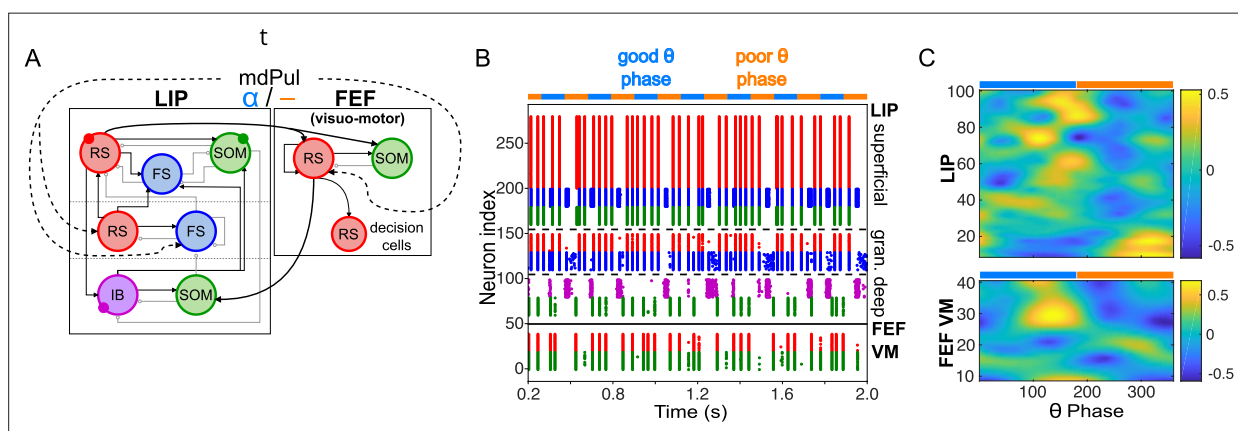 A
t
mdPul
α / –
LIP
FEF
(visuo-motor)
RS
SOM
FS
RS
SOM
RS
FS
RS
decision
cells
IB
SOM
B
good θ
phase
poor θ
phase
LIP
superficial
gran.
deep
FEF
VM
Neuron index
250
200
150
100
50
0
0.2
0.6
1.2
1.8
2.0
Time (s)
C
LIP
100
80
60
40
20
0.5
0
-0.5
FEF VM
40
30
20
10
0.5
0
-0.5
100
200
300
θ Phase